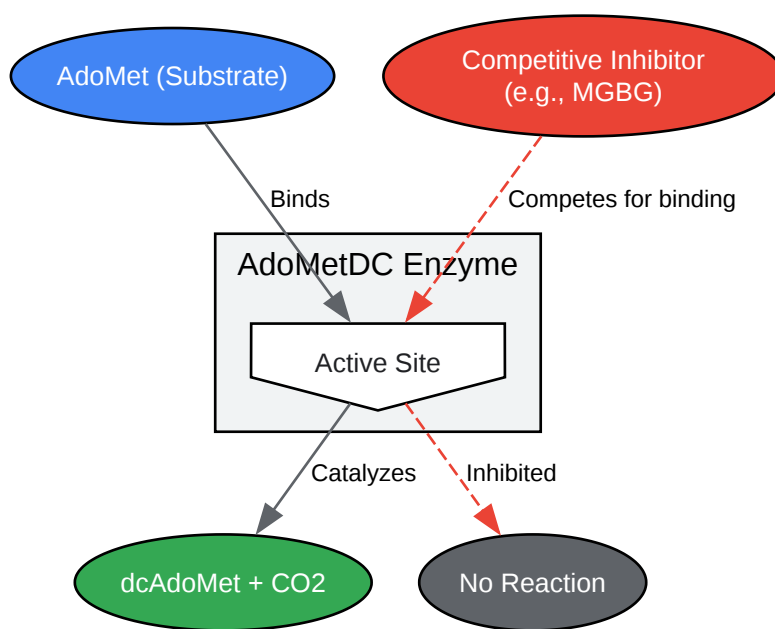 AdoMet (Substrate)
Competitive Inhibitor
(e.g., MGBG)
Binds
Competes for binding
AdoMetDC Enzyme
Active Site
Catalyzes
Inhibited
dcAdoMet + CO2
No Reaction